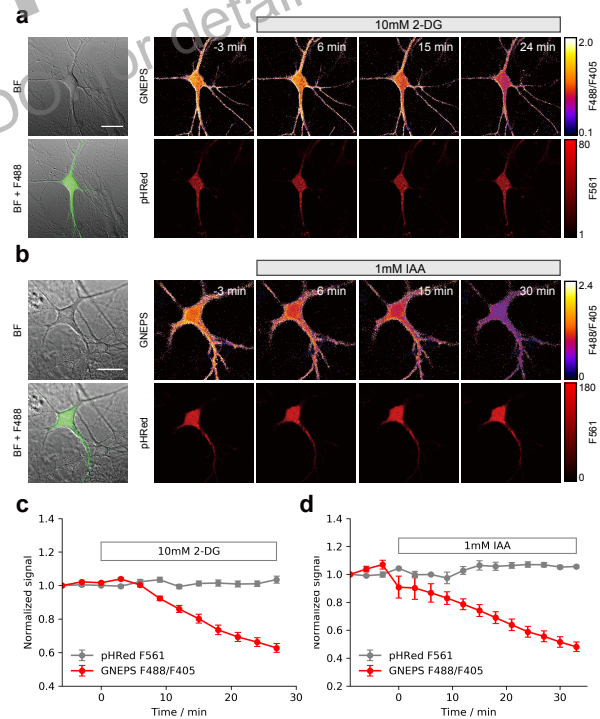 a
10mm 2-DG
BF
GNEPS
-3 min
6 min
15 min
24 min
2.0
F488/F405
0.1
BF + F488
pHRed
80
F561
1
b
1mM IAA
BF
GNEPS
-3 min
6 min
15 min
30 min
2.4
F488/F405
0
BF + F488
pHRed
180
F561
0
c
1.4
1.2
1.0
0.8
0.6
0.4
Normalized signal
10mM 2-DG
pHRed F561
GNEPS F488/F405
0
10
20
30
Time / min
d
1.4
1.2
1.0
0.8
0.6
0.4
0.2
Normalized signal
1mM IAA
pHRed F561
GNEPS F488/F405
0
10
20
30
Time / min